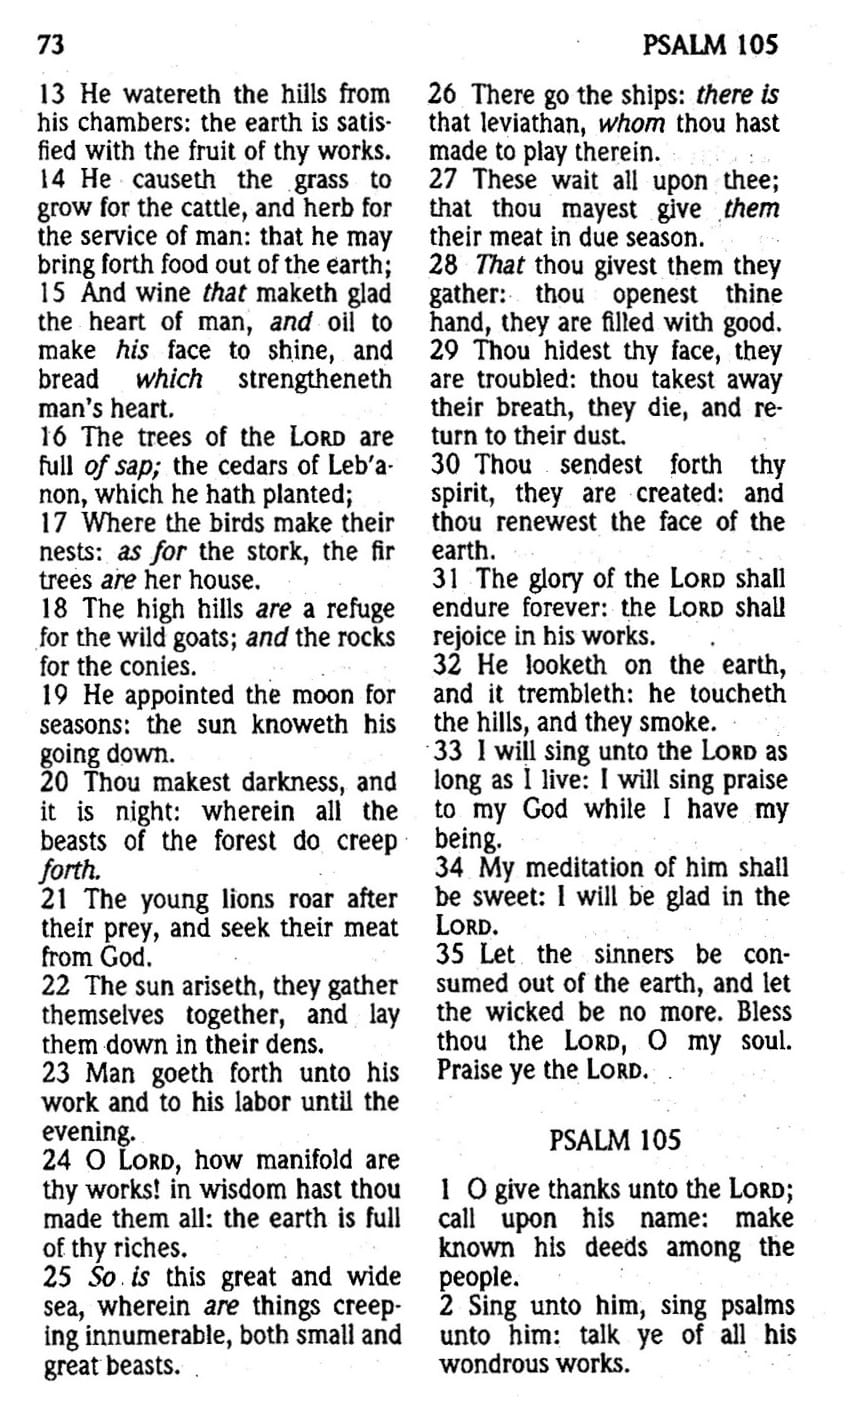 73
PSALM 105
13 He watereth the hills from
his chambers: the earth is satis-
fied with the fruit of thy works.
14 He causeth the grass to
grow for the cattle, and herb for
the service of man: that he may
bring forth food out of the earth;
15 And wine that maketh glad
the heart of man, and oil to
make his face to shine, and
bread which strengtheneth
man's heart.
16 The trees of the LORD are
full of sap; the cedars of Leb'a-
non, which he hath planted;
17 Where the birds make their
nests: as for the stork, the fir
trees are her house.
18 The high hills are a refuge
for the wild goats; and the rocks
for the conies.
19 He appointed the moon for
seasons: the sun knoweth his
going down.
20 Thou makest darkness, and
it is night: wherein all the
beasts of the forest do creep
forth.
21 The young lions roar after
their prey, and seek their meat
from God.
22 The sun ariseth, they gather
themselves together, and lay
them down in their dens.
23 Man goeth forth unto his
work and to his labor until the
evening.
24 O LORD, how manifold are
thy works! in wisdom hast thou
made them all: the earth is full
of thy riches.
25 So is this great and wide
sea, wherein are things creep-
ing innumerable, both small and
great beasts.
26 There go the ships: there is
that leviathan, whom thou hast
made to play therein.
27 These wait all upon thee;
that thou mayest give them
their meat in due season.
28 That thou givest them they
gather: thou openest thine
hand, they are filled with good.
29 Thou hidest thy face, they
are troubled: thou takest away
their breath, they die, and re-
turn to their dust.
30 Thou sendest forth thy
spirit, they are created: and
thou renewest the face of the
earth.
31 The glory of the LORD shall
endure forever: the LORD shall
rejoice in his works.
32 He looketh on the earth,
and it trembleth: he toucheth
the hills, and they smoke.
33 I will sing unto the LORD as
long as I live: I will sing praise
to my God while I have my
being.
34 My meditation of him shall
be sweet: I will be glad in the
LORD.
35 Let the sinners be con-
sumed out of the earth, and let
the wicked be no more. Bless
thou the LORD, O my soul.
Praise ye the LORD.
PSALM 105
1 O give thanks unto the LORD;
call upon his name: make
known his deeds among the
people.
2 Sing unto him, sing psalms
unto him: talk ye of all his
wondrous works.